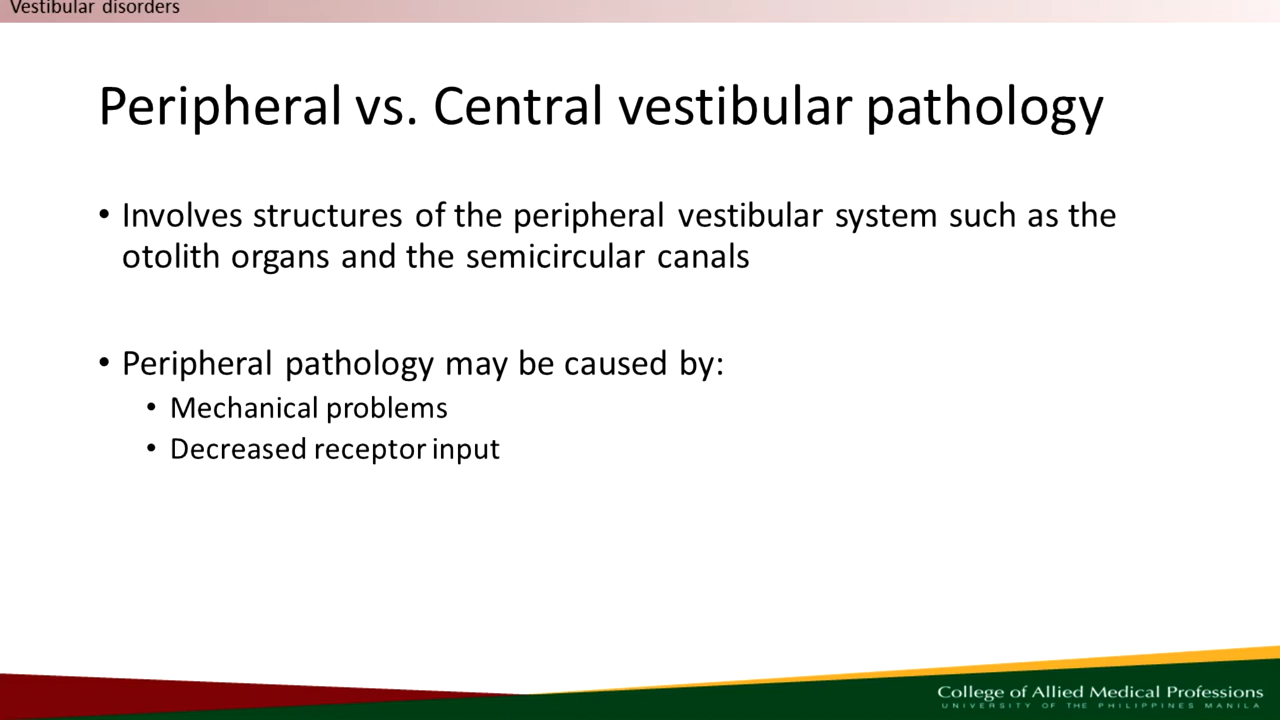 Vestibular disorders
Peripheral vs. Central vestibular pathology
• Involves structures of the peripheral vestibular system such as the
otolith organs and the semicircular canals
• Peripheral pathology may be caused by:
• Mechanical problems
• Decreased receptor input
College of Allied Medical Professions
UNIVERSITY OF THE PHILIPPINES MANILA